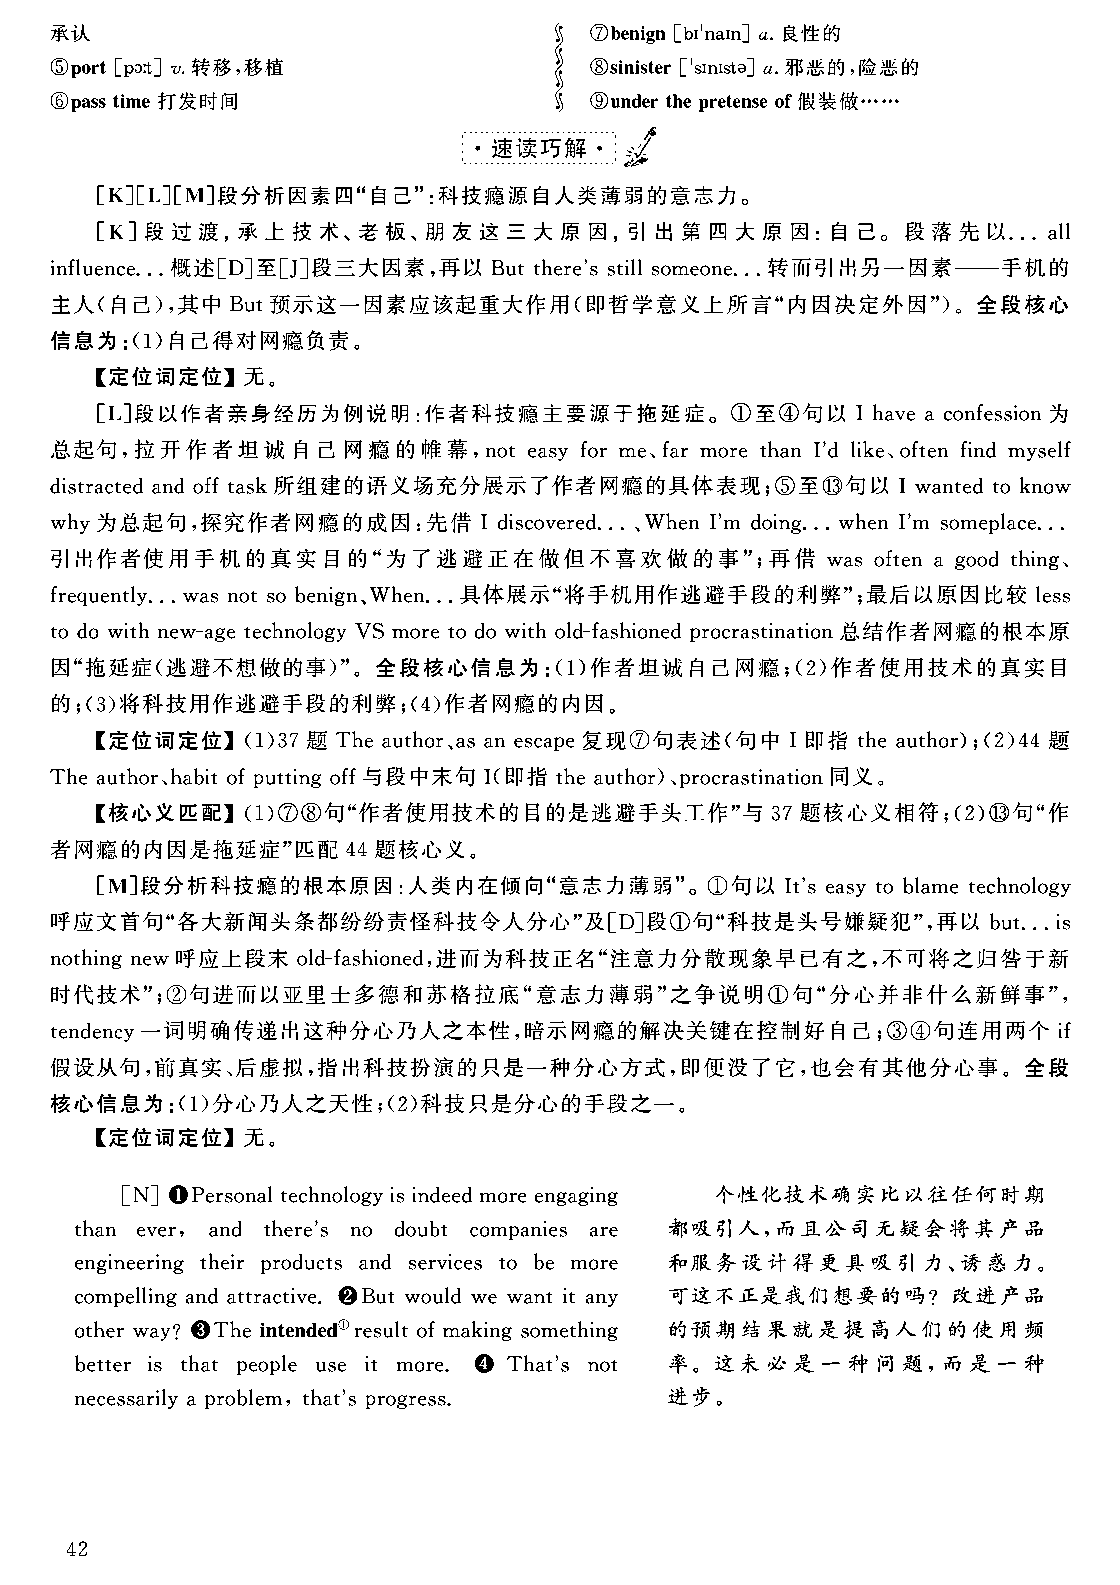 承认
⑤port [pɔːt] v. 转移,移植
⑥pass time 打发时间
⑦benign [bɪ'naɪn] a. 良性的
⑧sinister ['sɪnɪstə] a. 邪恶的,险恶的
⑨under the pretense of 假装做……
·速读巧解·
[K][L][M]段分析因素四“自己”:科技瘾源自人类薄弱的意志力。
[K]段过渡,承上技术、老板、朋友这三大原因,引出第四大原因:自己。段落先以... all
influence... 概述[D]至[J]段三大因素,再以 But there's still someone... 转而引出另一因素——手机的
主人(自己),其中 But 预示这一因素应该起重大作用(即哲学意义上所言“内因决定外因”)。全段核心
信息为:(1)自己得对网瘾负责。
【定位词定位】无。
[L]段以作者亲身经历为例说明:作者科技瘾主要源于拖延症。①至④句以 I have a confession 为
总起句,拉开作者坦诚自己网瘾的帷幕,not easy for me、far more than I'd like、often find myself
distracted and off task 所组建的语义场充分展示了作者网瘾的具体表现;⑤至⑬句以 I wanted to know
why 为总起句,探究作者网瘾的成因:先借 I discovered...、When I'm doing... when I'm someplace...
引出作者使用手机的真实目的“为了逃避正在做但不喜欢做的事”;再借 was often a good thing、
frequently... was not so benign、When... 具体展示“将手机用作逃避手段的利弊”;最后以原因比较 less
to do with new-age technology VS more to do with old-fashioned procrastination 总结作者网瘾的根本原
因“拖延症(逃避不想做的事)”。全段核心信息为:(1)作者坦诚自己网瘾;(2)作者使用技术的真实目
的;(3)将科技用作逃避手段的利弊;(4)作者网瘾的内因。
【定位词定位】(1)37 题 The author、as an escape 复现⑦句表述(句中 I 即指 the author);(2)44 题
The author、habit of putting off 与段中末句 I(即指 the author)、procrastination 同义。
【核心义匹配】(1)⑦⑧句“作者使用技术的目的是逃避手头工作”与 37 题核心义相符;(2)⑬句“作
者网瘾的内因是拖延症”匹配 44 题核心义。
[M]段分析科技瘾的根本原因:人类内在倾向“意志力薄弱”。①句以 It's easy to blame technology
呼应文首句“各大新闻头条都纷纷责怪科技令人分心”及[D]段①句“科技是头号嫌疑犯”,再以 but... is
nothing new 呼应上段末 old-fashioned,进而为科技正名“注意力分散现象早已有之,不可将之归咎于新
时代技术”;②句进而以亚里士多德和苏格拉底“意志力薄弱”之争说明①句“分心并非什么新鲜事”,
tendency 一词明确传递出这种分心乃人之本性,暗示网瘾的解决关键在控制好自己;③④句连用两个 if
假设从句,前真实、后虚拟,指出科技扮演的只是一种分心方式,即便没了它,也会有其他分心事。全段
核心信息为:(1)分心乃人之天性;(2)科技只是分心的手段之一。
【定位词定位】无。
[N] ❶Personal technology is indeed more engaging
than ever, and there's no doubt companies are
engineering their products and services to be more
compelling and attractive. ❷But would we want it any
other way? ❸The intended① result of making something
better is that people use it more. ❹ That's not
necessarily a problem, that's progress.
个性化技术确实比以往任何时期
都吸引人,而且公司无疑会将其产品
和服务设计得更具吸引力、诱惑力。
可这不正是我们想要的吗?改进产品
的预期结果就是提高人们的使用频
率。这未必是一种问题,而是一种
进步。
42